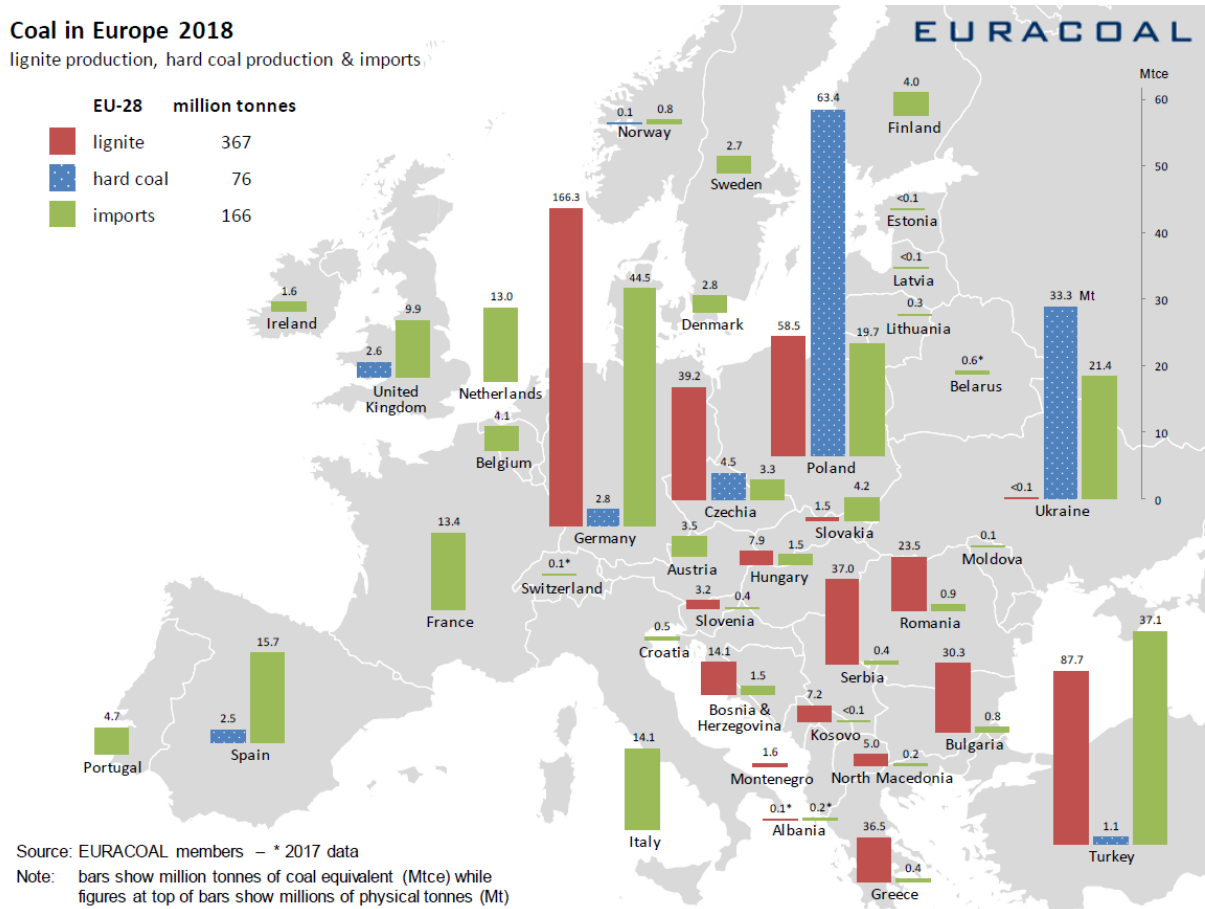 Coal in Europe 2018
EURACOAL
lignite production, hard coal production & imports
EU-28 million tonnes
lignite 367
hard coal 76
imports 166
Mtce
60
50
40
30
20
10
0
0.1 0.8
Norway
2.7
Sweden
63.4
4.0
Finland
<0.1
Estonia
<0.1
Latvia
0.3
Lithuania
0.6*
Belarus
1.6
Ireland
2.6 9.9
United
Kingdom
13.0
Netherlands
4.1
Belgium
166.3 2.8 44.5
Germany
2.8
Denmark
58.5 19.7
Poland
39.2 4.5 3.3
Czechia
1.5 4.2
Slovakia
<0.1 33.3 Mt 21.4
Ukraine
13.4
France
0.1*
Switzerland
3.5
Austria
7.9 1.5
Hungary
0.1
Moldova
3.2 0.4
Slovenia
0.5
Croatia
37.0 0.4
Serbia
23.5 0.9
Romania
14.1 1.5
Bosnia &
Herzegovina
7.2 <0.1
Kosovo
30.3 0.8
Bulgaria
4.7
Portugal
2.5 15.7
Spain
14.1
Italy
1.6
Montenegro
5.0 0.2
North Macedonia
0.1* 0.2*
Albania
36.5 0.4
Greece
87.7 1.1 37.1
Turkey
Source: EURACOAL members – * 2017 data
Note: bars show million tonnes of coal equivalent (Mtce) while
figures at top of bars show millions of physical tonnes (Mt)